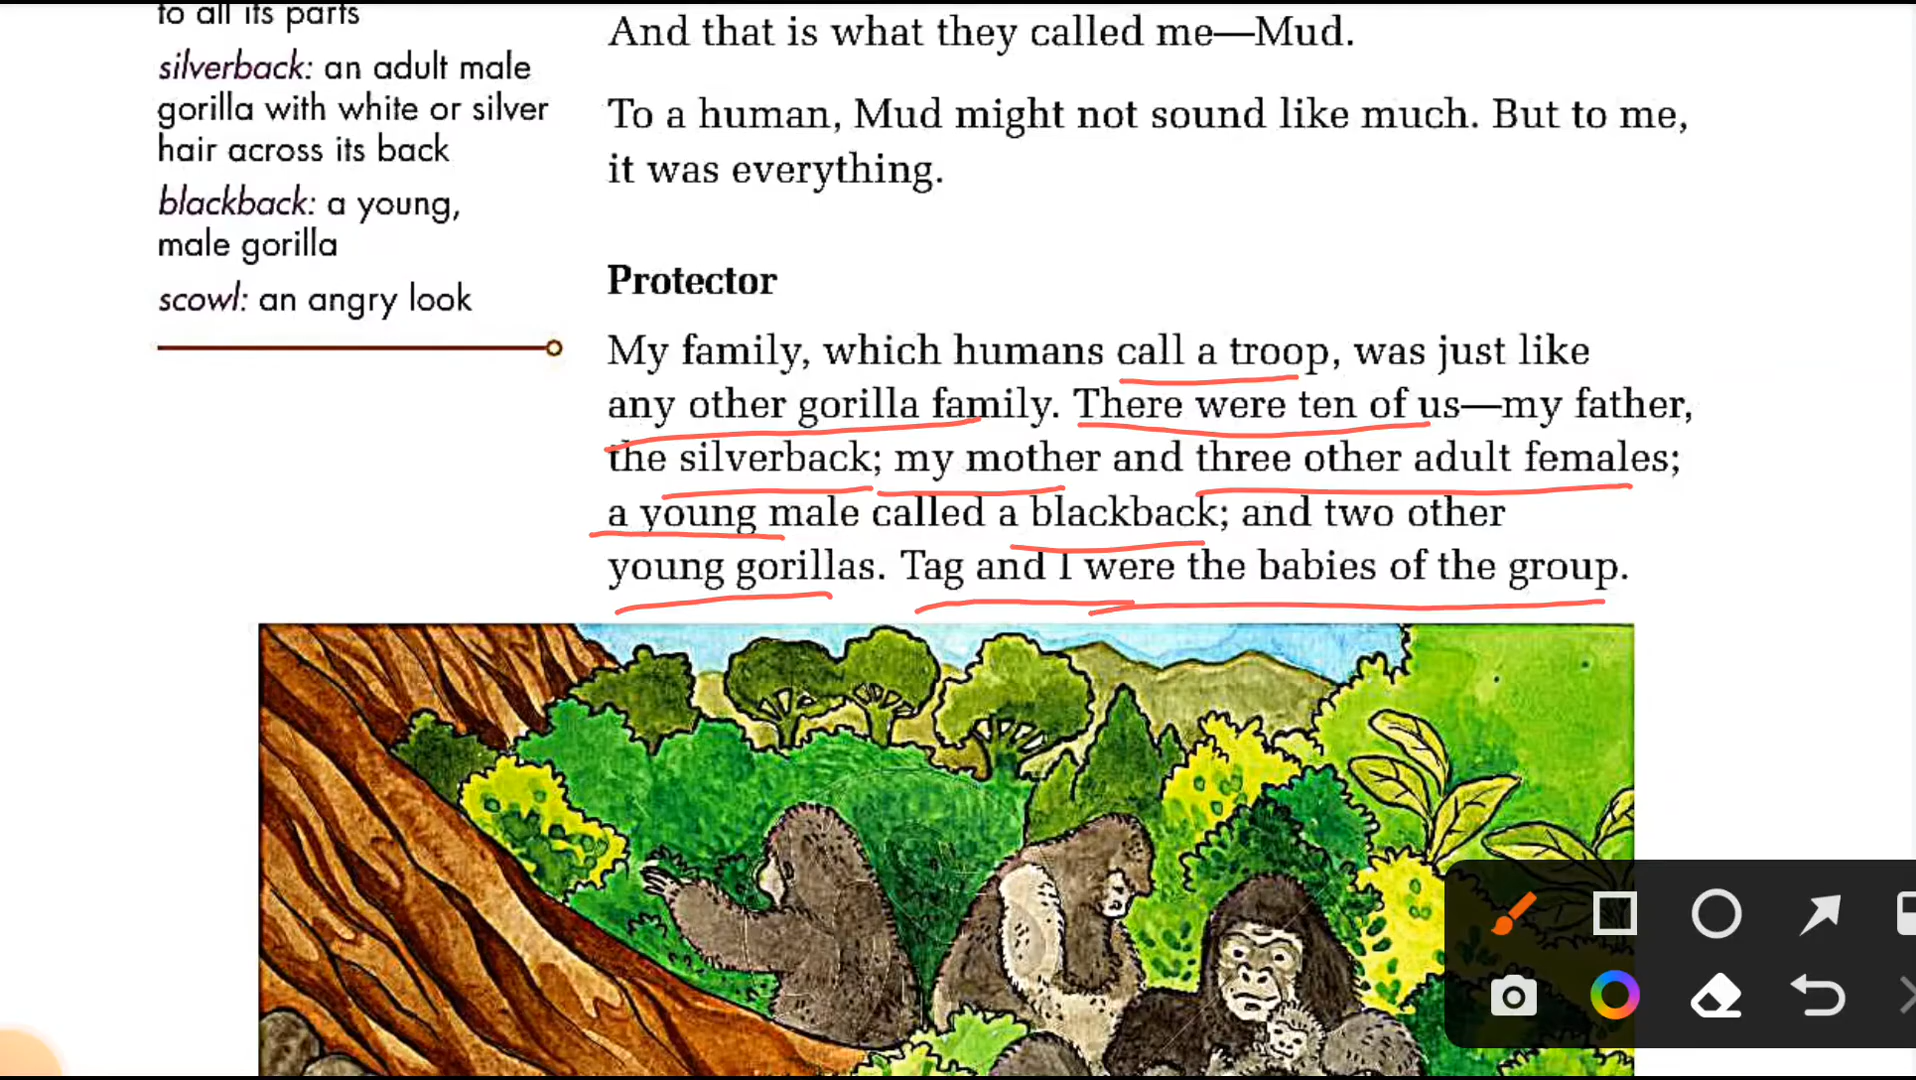 to all its parts
silverback: an adult male
gorilla with white or silver
hair across its back
blackback: a young,
male gorilla
scowl: an angry look
And that is what they called me—Mud.
To a human, Mud might not sound like much. But to me,
it was everything.
Protector
My family, which humans call a troop, was just like
any other gorilla family. There were ten of us—my father,
the silverback; my mother and three other adult females;
a young male called a blackback; and two other
young gorillas. Tag and I were the babies of the group.